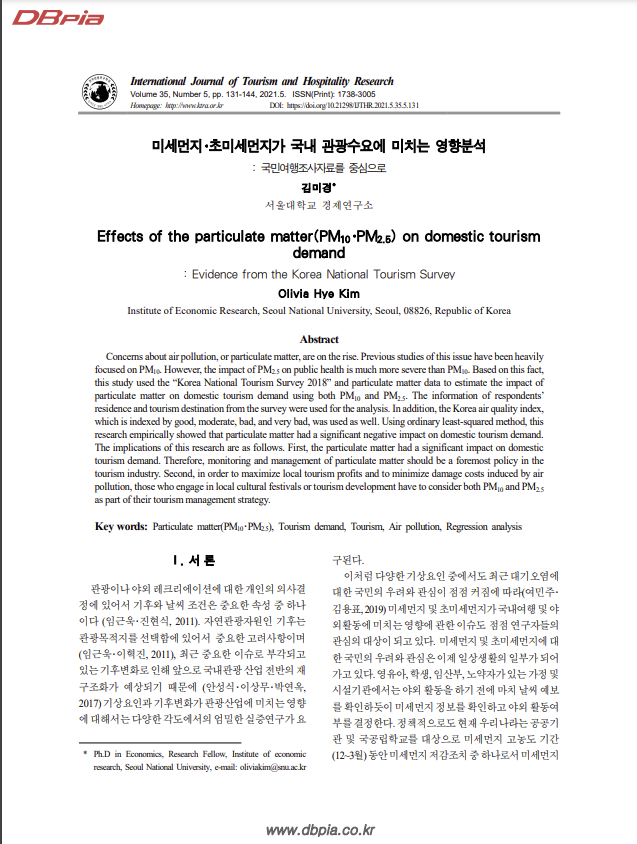 DBpia
International Journal of Tourism and Hospitality Research
Volume 35, Number 5, pp. 131-144, 2021.5. ISSN(Print): 1738-3005
Homepage: http://www.ktra.or.kr DOI: https://doi.org/10.21298/IJTHR.2021.5.35.5.131
미세먼지·초미세먼지가 국내 관광수요에 미치는 영향분석
: 국민여행조사자료를 중심으로
김미경*
서울대학교 경제연구소
Effects of the particulate matter(PM10·PM2.5) on domestic tourism
demand
: Evidence from the Korea National Tourism Survey
Olivia Hye Kim
Institute of Economic Research, Seoul National University, Seoul, 08826, Republic of Korea
Abstract
Concerns about air pollution, or particulate matter, are on the rise. Previous studies of this issue have been heavily
focused on PM10. However, the impact of PM2.5 on public health is much more severe than PM10. Based on this fact,
this study used the “Korea National Tourism Survey 2018” and particulate matter data to estimate the impact of
particulate matter on domestic tourism demand using both PM10 and PM2.5. The information of respondents’
residence and tourism destination from the survey were used for the analysis. In addition, the Korea air quality index,
which is indexed by good, moderate, bad, and very bad, was used as well. Using ordinary least-squared method, this
research empirically showed that particulate matter had a significant negative impact on domestic tourism demand.
The implications of this research are as follows. First, the particulate matter had a significant impact on domestic
tourism demand. Therefore, monitoring and management of particulate matter should be a foremost policy in the
tourism industry. Second, in order to maximize local tourism profits and to minimize damage costs induced by air
pollution, those who engage in local cultural festivals or tourism development have to consider both PM10 and PM2.5
as part of their tourism management strategy.
Key words: Particulate matter(PM10·PM2.5), Tourism demand, Tourism, Air pollution, Regression analysis
Ⅰ. 서 론
관광이나 야외 레크리에이션에 대한 개인의 의사결
정에 있어서 기후와 날씨 조건은 중요한 속성 중 하나
이다 (임근욱·진현식, 2011). 자연관광자원인 기후는
관광목적지를 선택함에 있어서 중요한 고려사항이며
(임근욱·이혁진, 2011), 최근 중요한 이슈로 부각되고
있는 기후변화로 인해 앞으로 국내관광 산업 전반의 재
구조화가 예상되기 때문에 (안성식·이상무·박연옥,
2017) 기상요인과 기후변화가 관광산업에 미치는 영향
에 대해서는 다양한 각도에서의 엄밀한 실증연구가 요
* Ph.D in Economics, Research Fellow, Institute of economic
research, Seoul National University, e-mail: oliviakim@snu.ac.kr
구된다.
이처럼 다양한 기상요인 중에서도 최근 대기오염에
대한 국민의 우려와 관심이 점점 커짐에 따라(여민주·
김용표, 2019) 미세먼지 및 초미세먼지가 국내여행 및 야
외활동에 미치는 영향에 관한 이슈도 점점 연구자들의
관심의 대상이 되고 있다. 미세먼지 및 초미세먼지에 대
한 국민의 우려와 관심은 이제 일상생활의 일부가 되어
가고 있다. 영유아, 학생, 임산부, 노약자가 있는 가정 및
시설기관에서는 야외 활동을 하기 전에 마치 날씨 예보
를 확인하듯이 미세먼지 정보를 확인하고 야외 활동여
부를 결정한다. 정책적으로도 현재 우리나라는 공공기
관 및 국공립학교를 대상으로 미세먼지 고농도 기간
(12~3월) 동안 미세먼지 저감조치 중 하나로서 미세먼지
www.dbpia.co.kr